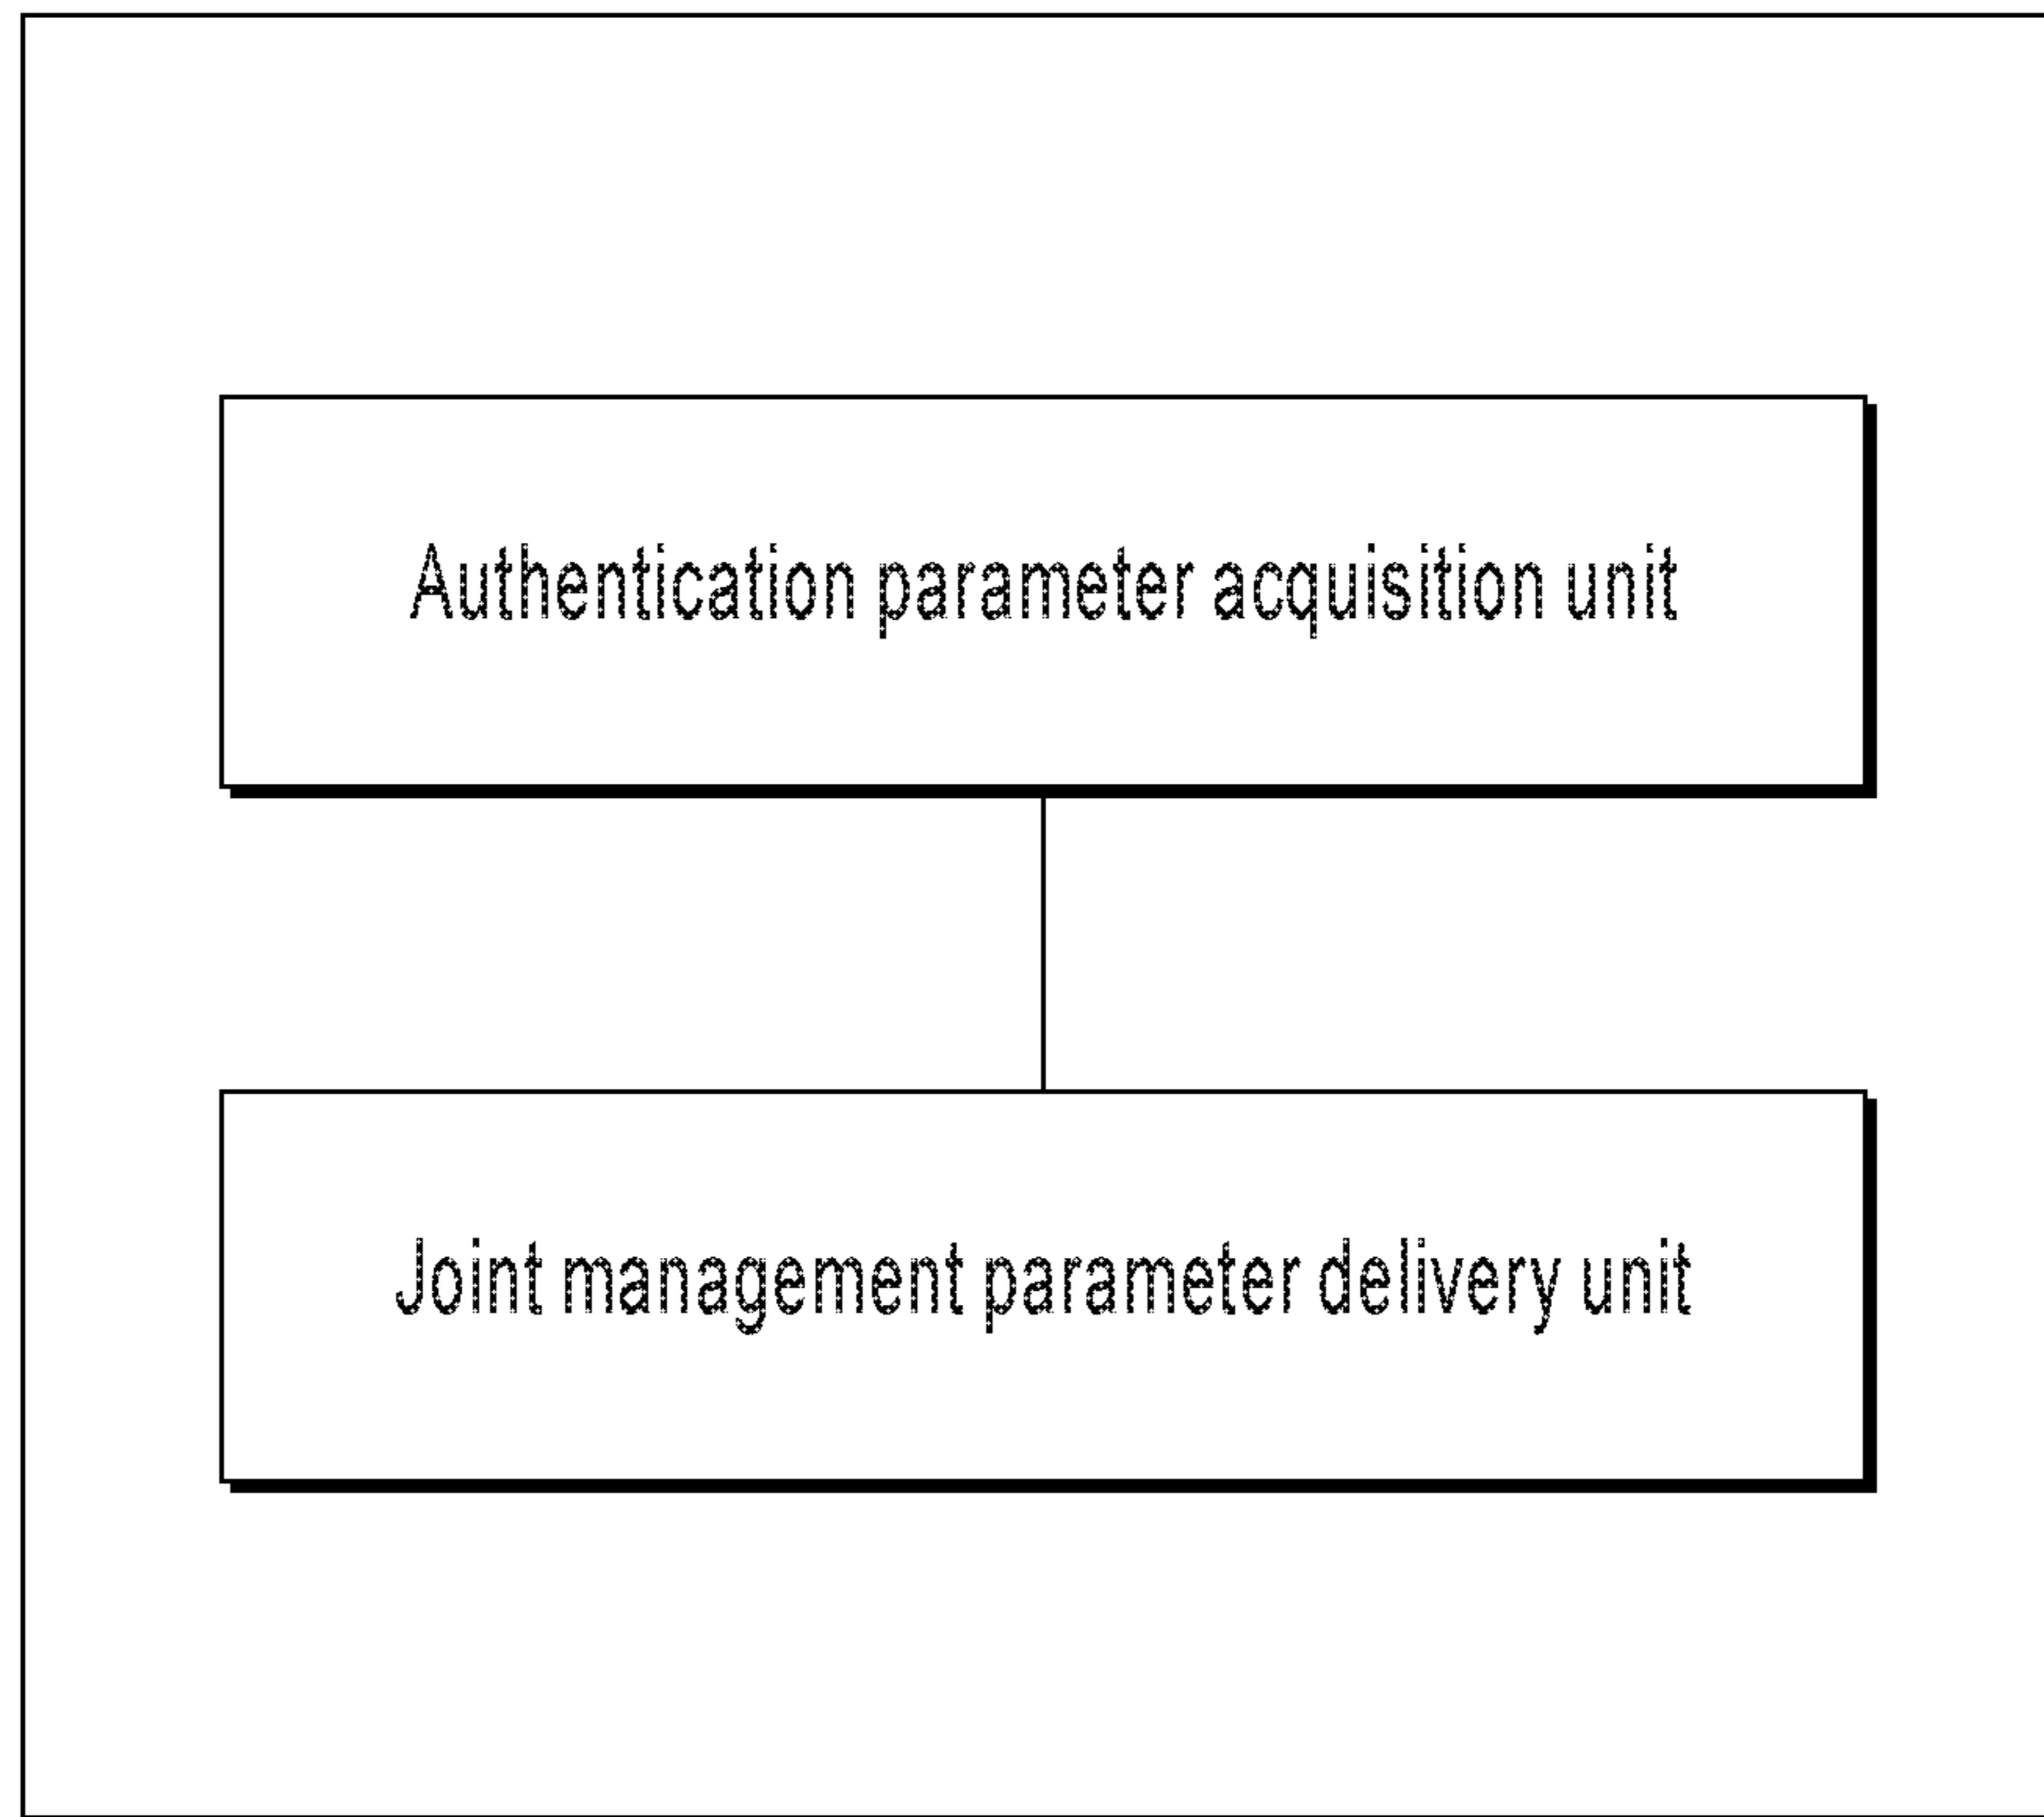 Authentication parameter acquisition unit
Joint management parameter delivery unit